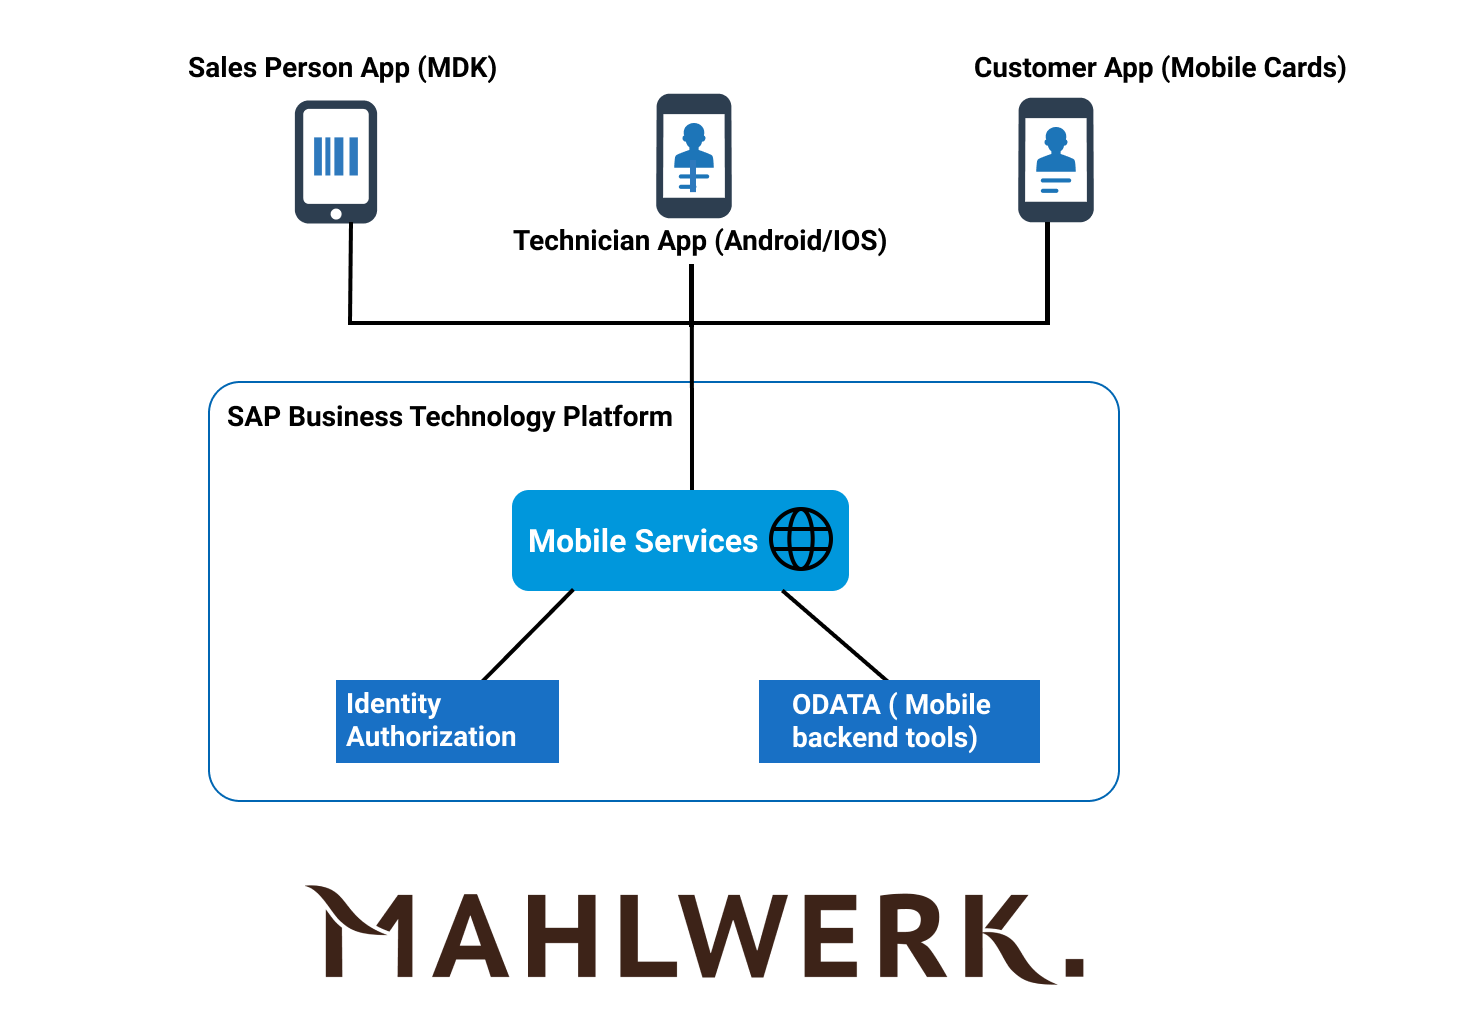 Sales Person App (MDK)
Customer App (Mobile Cards)
Technician App (Android/IOS)
SAP Business Technology Platform
Mobile Services
Identity
Authorization
ODATA ( Mobile
backend tools)
MAHLWERK.